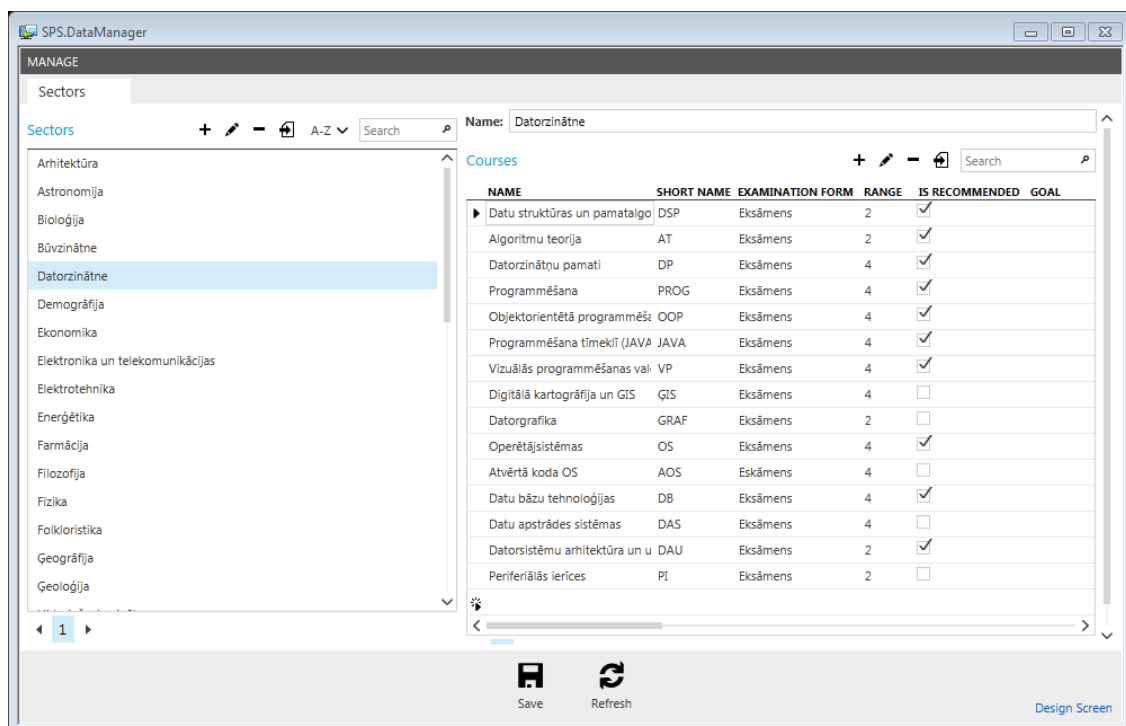 SPS.DataManager
MANAGE
Sectors
Sectors A-Z Search
Arhitektūra
Astronomija
Bioloģija
Būvzinātne
Datorzinātne
Demogrāfija
Ekonomika
Elektronika un telekomunikācijas
Elektrotehnika
Enerģētika
Farmācija
Filozofija
Fizika
Folkloristika
Ģeogrāfija
Ģeoloģija
1
Name: Datorzinātne
Courses Search
NAME SHORT NAME EXAMINATION FORM RANGE IS RECOMMENDED GOAL
Datu struktūras un pamatalgo DSP Eksāmens 2
Algoritmu teorija AT Eksāmens 2
Datorzinātņu pamati DP Eksāmens 4
Programmēšana PROG Eksāmens 4
Objektorientētā programmēša OOP Eksāmens 4
Programmēšana tīmeklī (JAVA JAVA Eksāmens 4
Vizuālās programmēšanas val VP Eksāmens 4
Digitālā kartogrāfija un GIS ĢIS Eksāmens 4
Datorgrafika GRAF Eksāmens 2
Operētājsistēmas OS Eksāmens 4
Atvērtā koda OS AOS Eskāmens 4
Datu bāzu tehnoloģijas DB Eksāmens 4
Datu apstrādes sistēmas DAS Eksāmens 4
Datorsistēmu arhitektūra un u DAU Eksāmens 2
Periferiālās ierīces PI Eksāmens 2
Save Refresh
Design Screen